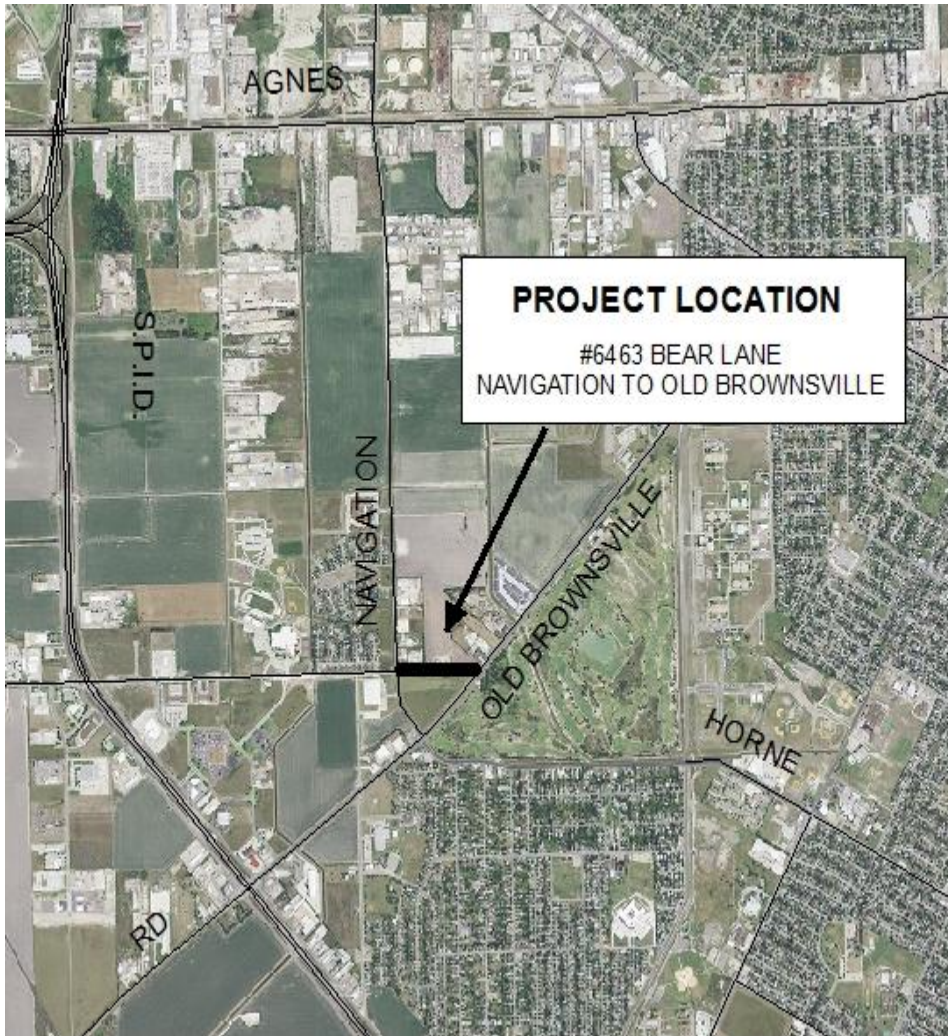 AGNES
PROJECT LOCATION
#6463 BEAR LANE
NAVIGATION TO OLD BROWNSVILLE
S.P.I.D.
NAVIGATION
OLD BROWNSVILLE
HORNE
RD